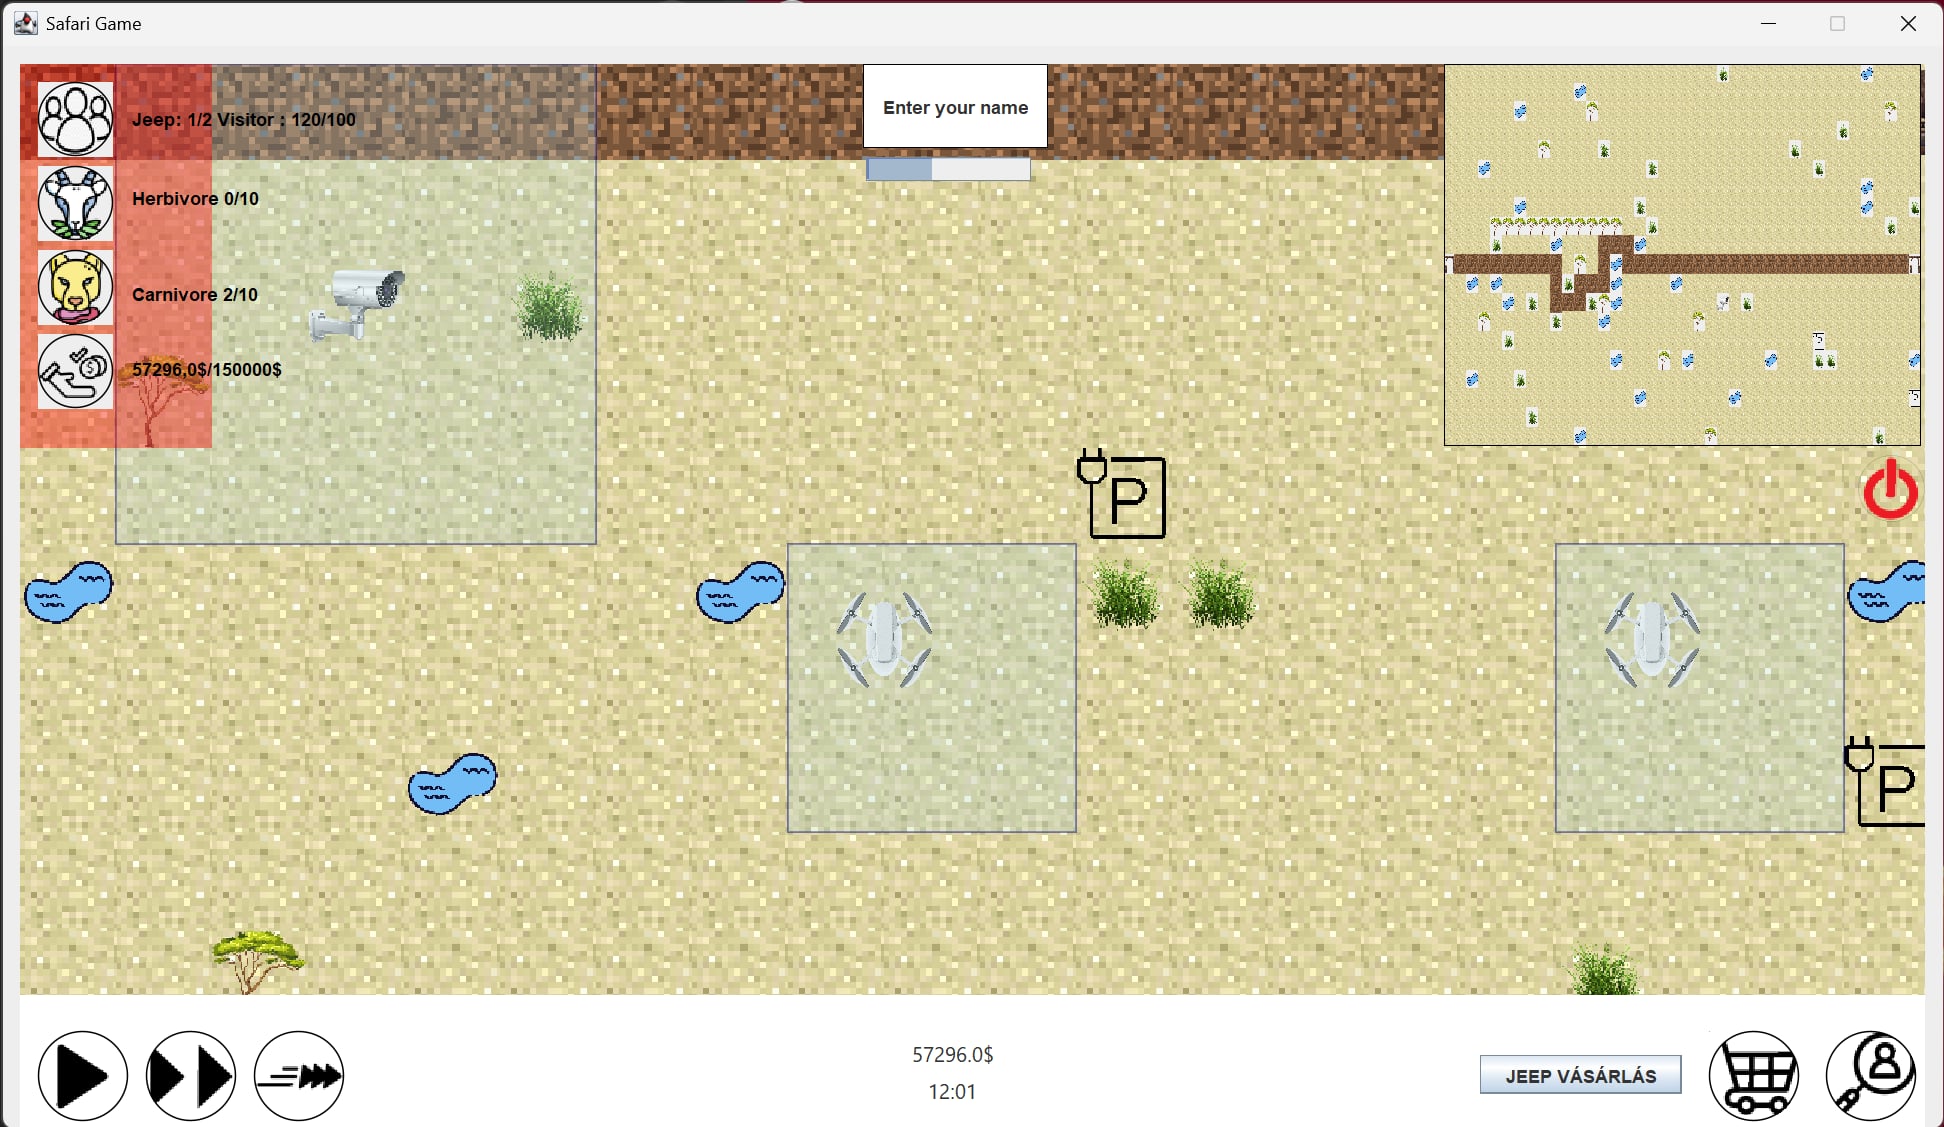 Safari Game
Jeep: 1/2 Visitor : 120/100
Enter your name
Herbivore 0/10
Carnivore 2/10
57296,0$/150000$
P
P
57296.0$
12:01
JEEP VÁSÁRLÁS